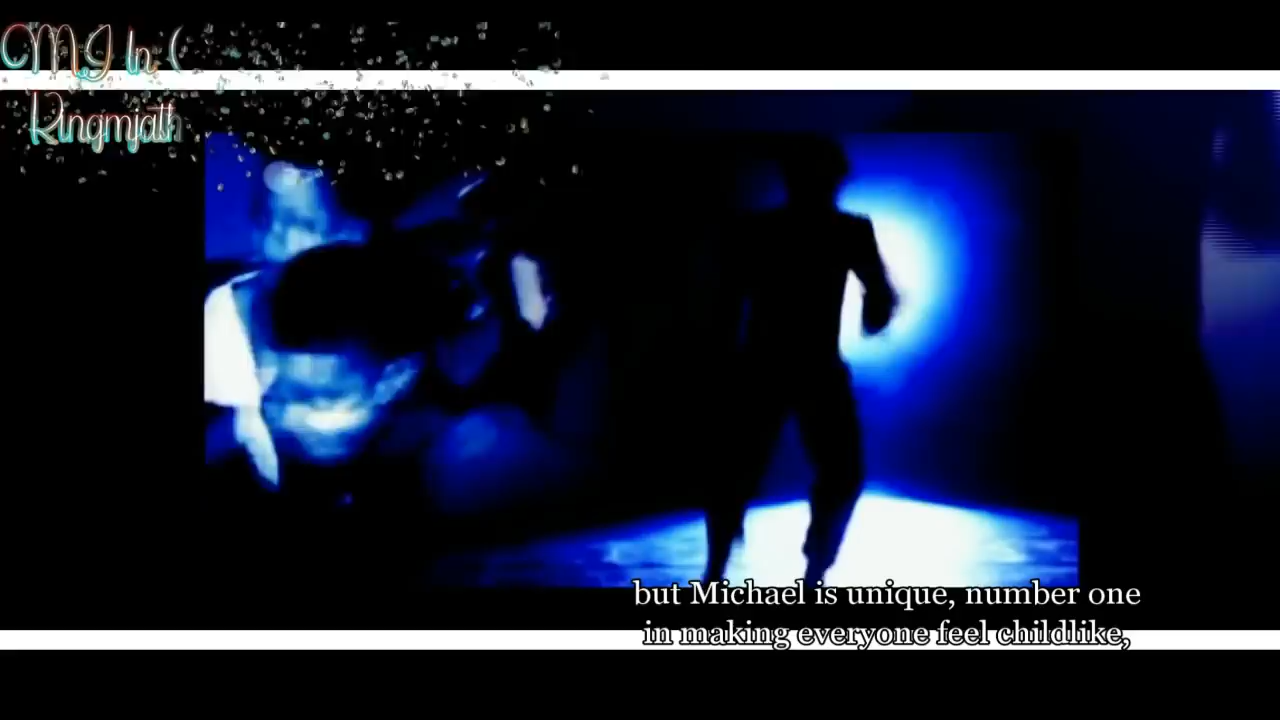 MJ In (
Kingmjath
but Michael is unique, number one
in making everyone feel childlike,